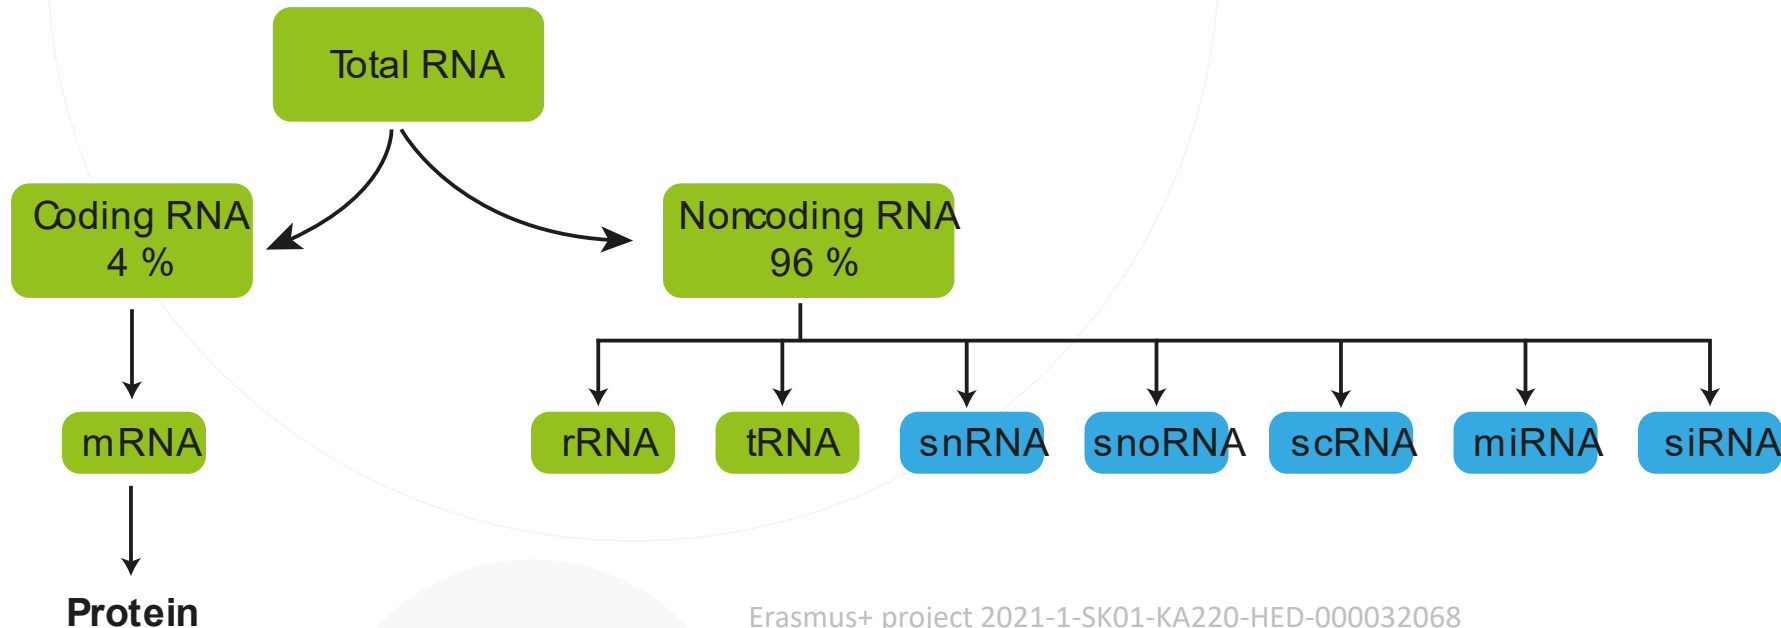 Total RNA
Coding RNA
4 %
Noncoding RNA
96 %
mRNA
rRNA
tRNA
snRNA
snoRNA
scRNA
miRNA
siRNA
Protein
Erasmus+ project 2021-1-SK01-KA220-HED-000032068